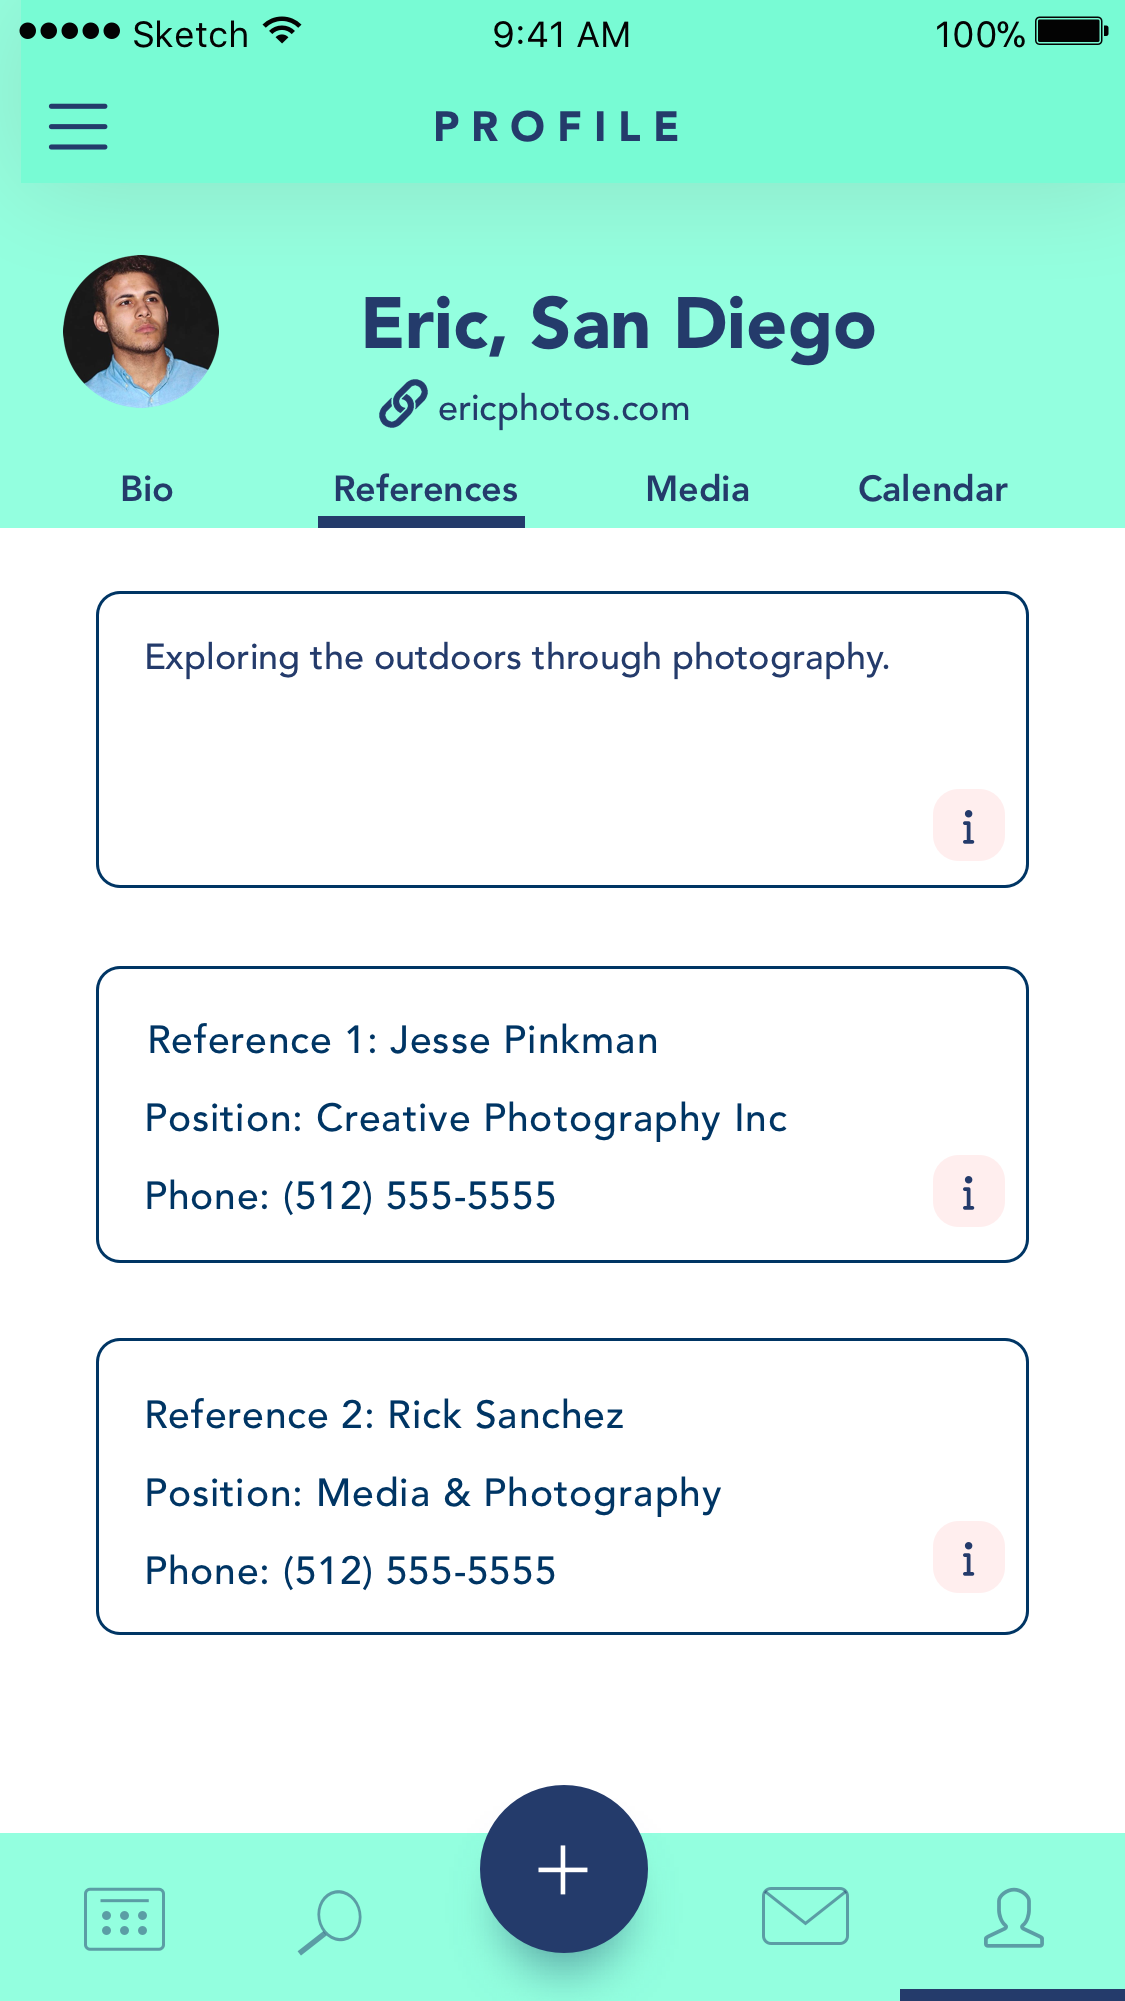 Sketch 9:41 AM 100%
PROFILE
Eric, San Diego
ericphotos.com
Bio References Media Calendar
Exploring the outdoors through photography.
i
Reference 1: Jesse Pinkman
Position: Creative Photography Inc
Phone: (512) 555-5555
i
Reference 2: Rick Sanchez
Position: Media & Photography
Phone: (512) 555-5555
i